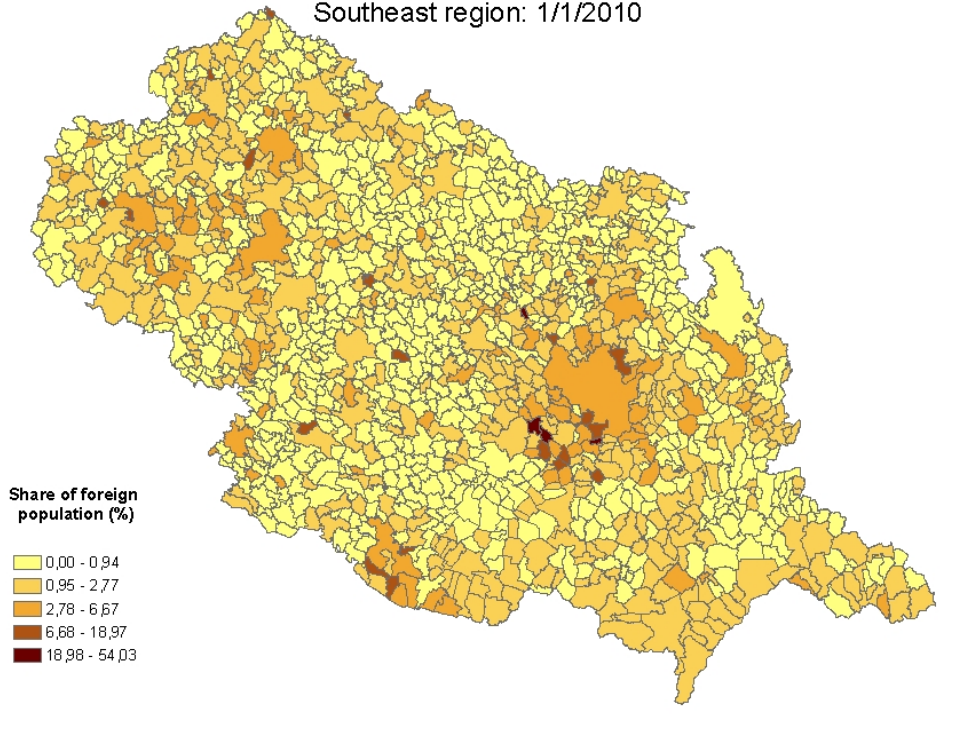 Southeast region: 1/1/2010
Share of foreign
population (%)
0,00 - 0,94
0,95 - 2,77
2,78 - 6,67
6,68 - 18,97
18,98 - 54,03